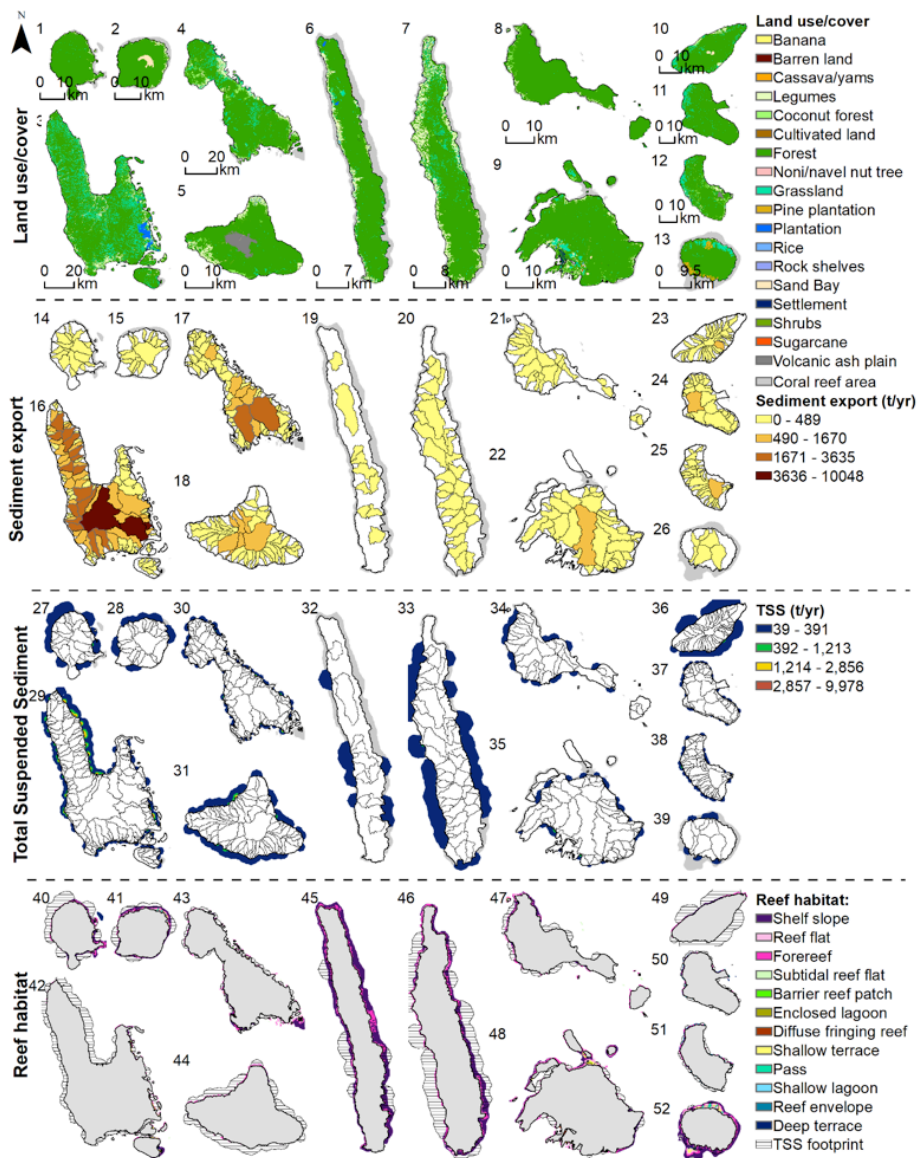 N
Land use/cover
1 2 4 6 7 8 10
0 10 km
0 10 km
0 10 km
11
0 10 km
3
0 20 km
5
0 10 km
9
0 10 km
12
0 10 km
13
0 20 km
0 10 km
0 7 km
0 8 km
0 10 km
0 9.5 km
Sediment export
14 15 17 19 20 21 23
24
16
18
22
25
26
Total Suspended Sediment
27 28 30 32 33 34 36
37
29
31
35
38
39
Reef habitat
40 41 43 45 46 47 49
50
42
44
48
51
52
Land use/cover
Banana
Barren land
Cassava/yams
Legumes
Coconut forest
Cultivated land
Forest
Noni/navel nut tree
Grassland
Pine plantation
Plantation
Rice
Rock shelves
Sand Bay
Settlement
Shrubs
Sugarcane
Volcanic ash plain
Coral reef area
Sediment export (t/yr)
0 - 489
490 - 1670
1671 - 3635
3636 - 10048
TSS (t/yr)
39 - 391
392 - 1,213
1,214 - 2,856
2,857 - 9,978
Reef habitat:
Shelf slope
Reef flat
Forereef
Subtidal reef flat
Barrier reef patch
Enclosed lagoon
Diffuse fringing reef
Shallow terrace
Pass
Shallow lagoon
Reef envelope
Deep terrace
TSS footprint